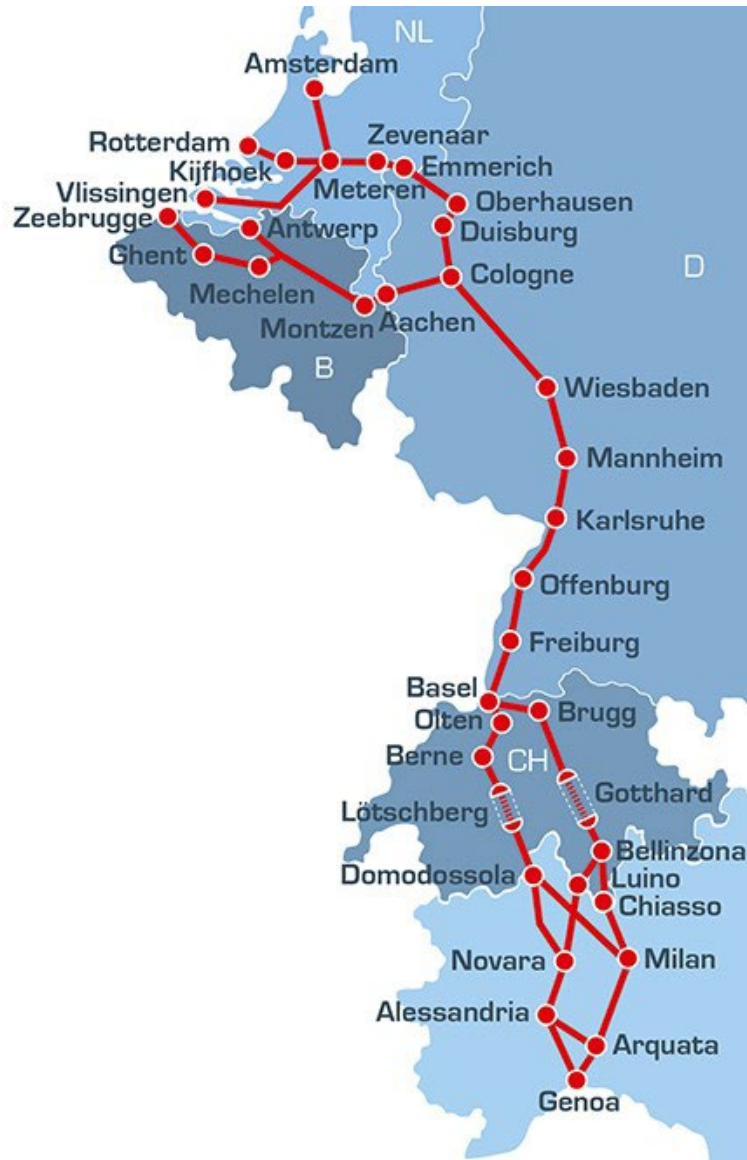 NL
Amsterdam
Rotterdam
Zevenaar
Kijfhoek
Emmerich
Meteren
Vlissingen
Oberhausen
Zeebrugge
Antwerp
Duisburg
Ghent
D
Cologne
Mechelen
Aachen
Montzen
B
Wiesbaden
Mannheim
Karlsruhe
Offenburg
Freiburg
Basel
Brugg
Olten
Berne
CH
Gotthard
Lötschberg
Bellinzona
Domodossola
Luino
Chiasso
Novara
Milan
Alessandria
Arquata
Genoa